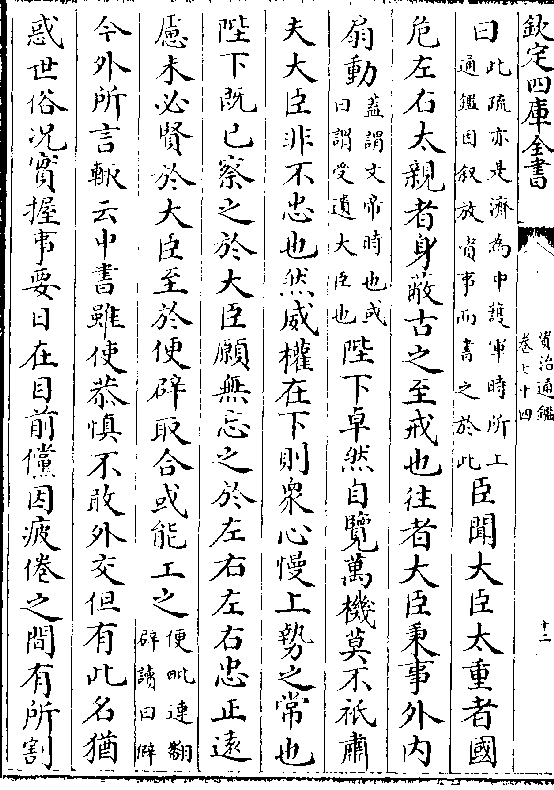 欽定四庫全書
資治通鑑
卷七十四
十二
曰此疏亦是濟為中護軍時所上通鑑因叙放資事而書之於此臣聞大臣太重者國
危左右太親者身蔽古之至戒也往者大臣秉事外内
扇動蓋謂文帝時也或曰謂受遺大臣也陛下卓然自覽萬機莫不祇肅
夫大臣非不忠也然威權在下則衆心慢上勢之常也
陛下既已察之於大臣願無忘之於左右左右忠正遠
慮未必賢於大臣至於便辟取合或能工之便毗連翻辟讀曰僻
今外所言輙云中書雖使恭慎不敢外交但有此名猶
惑世俗况實握事要日在目前儻因疲倦之間有所割